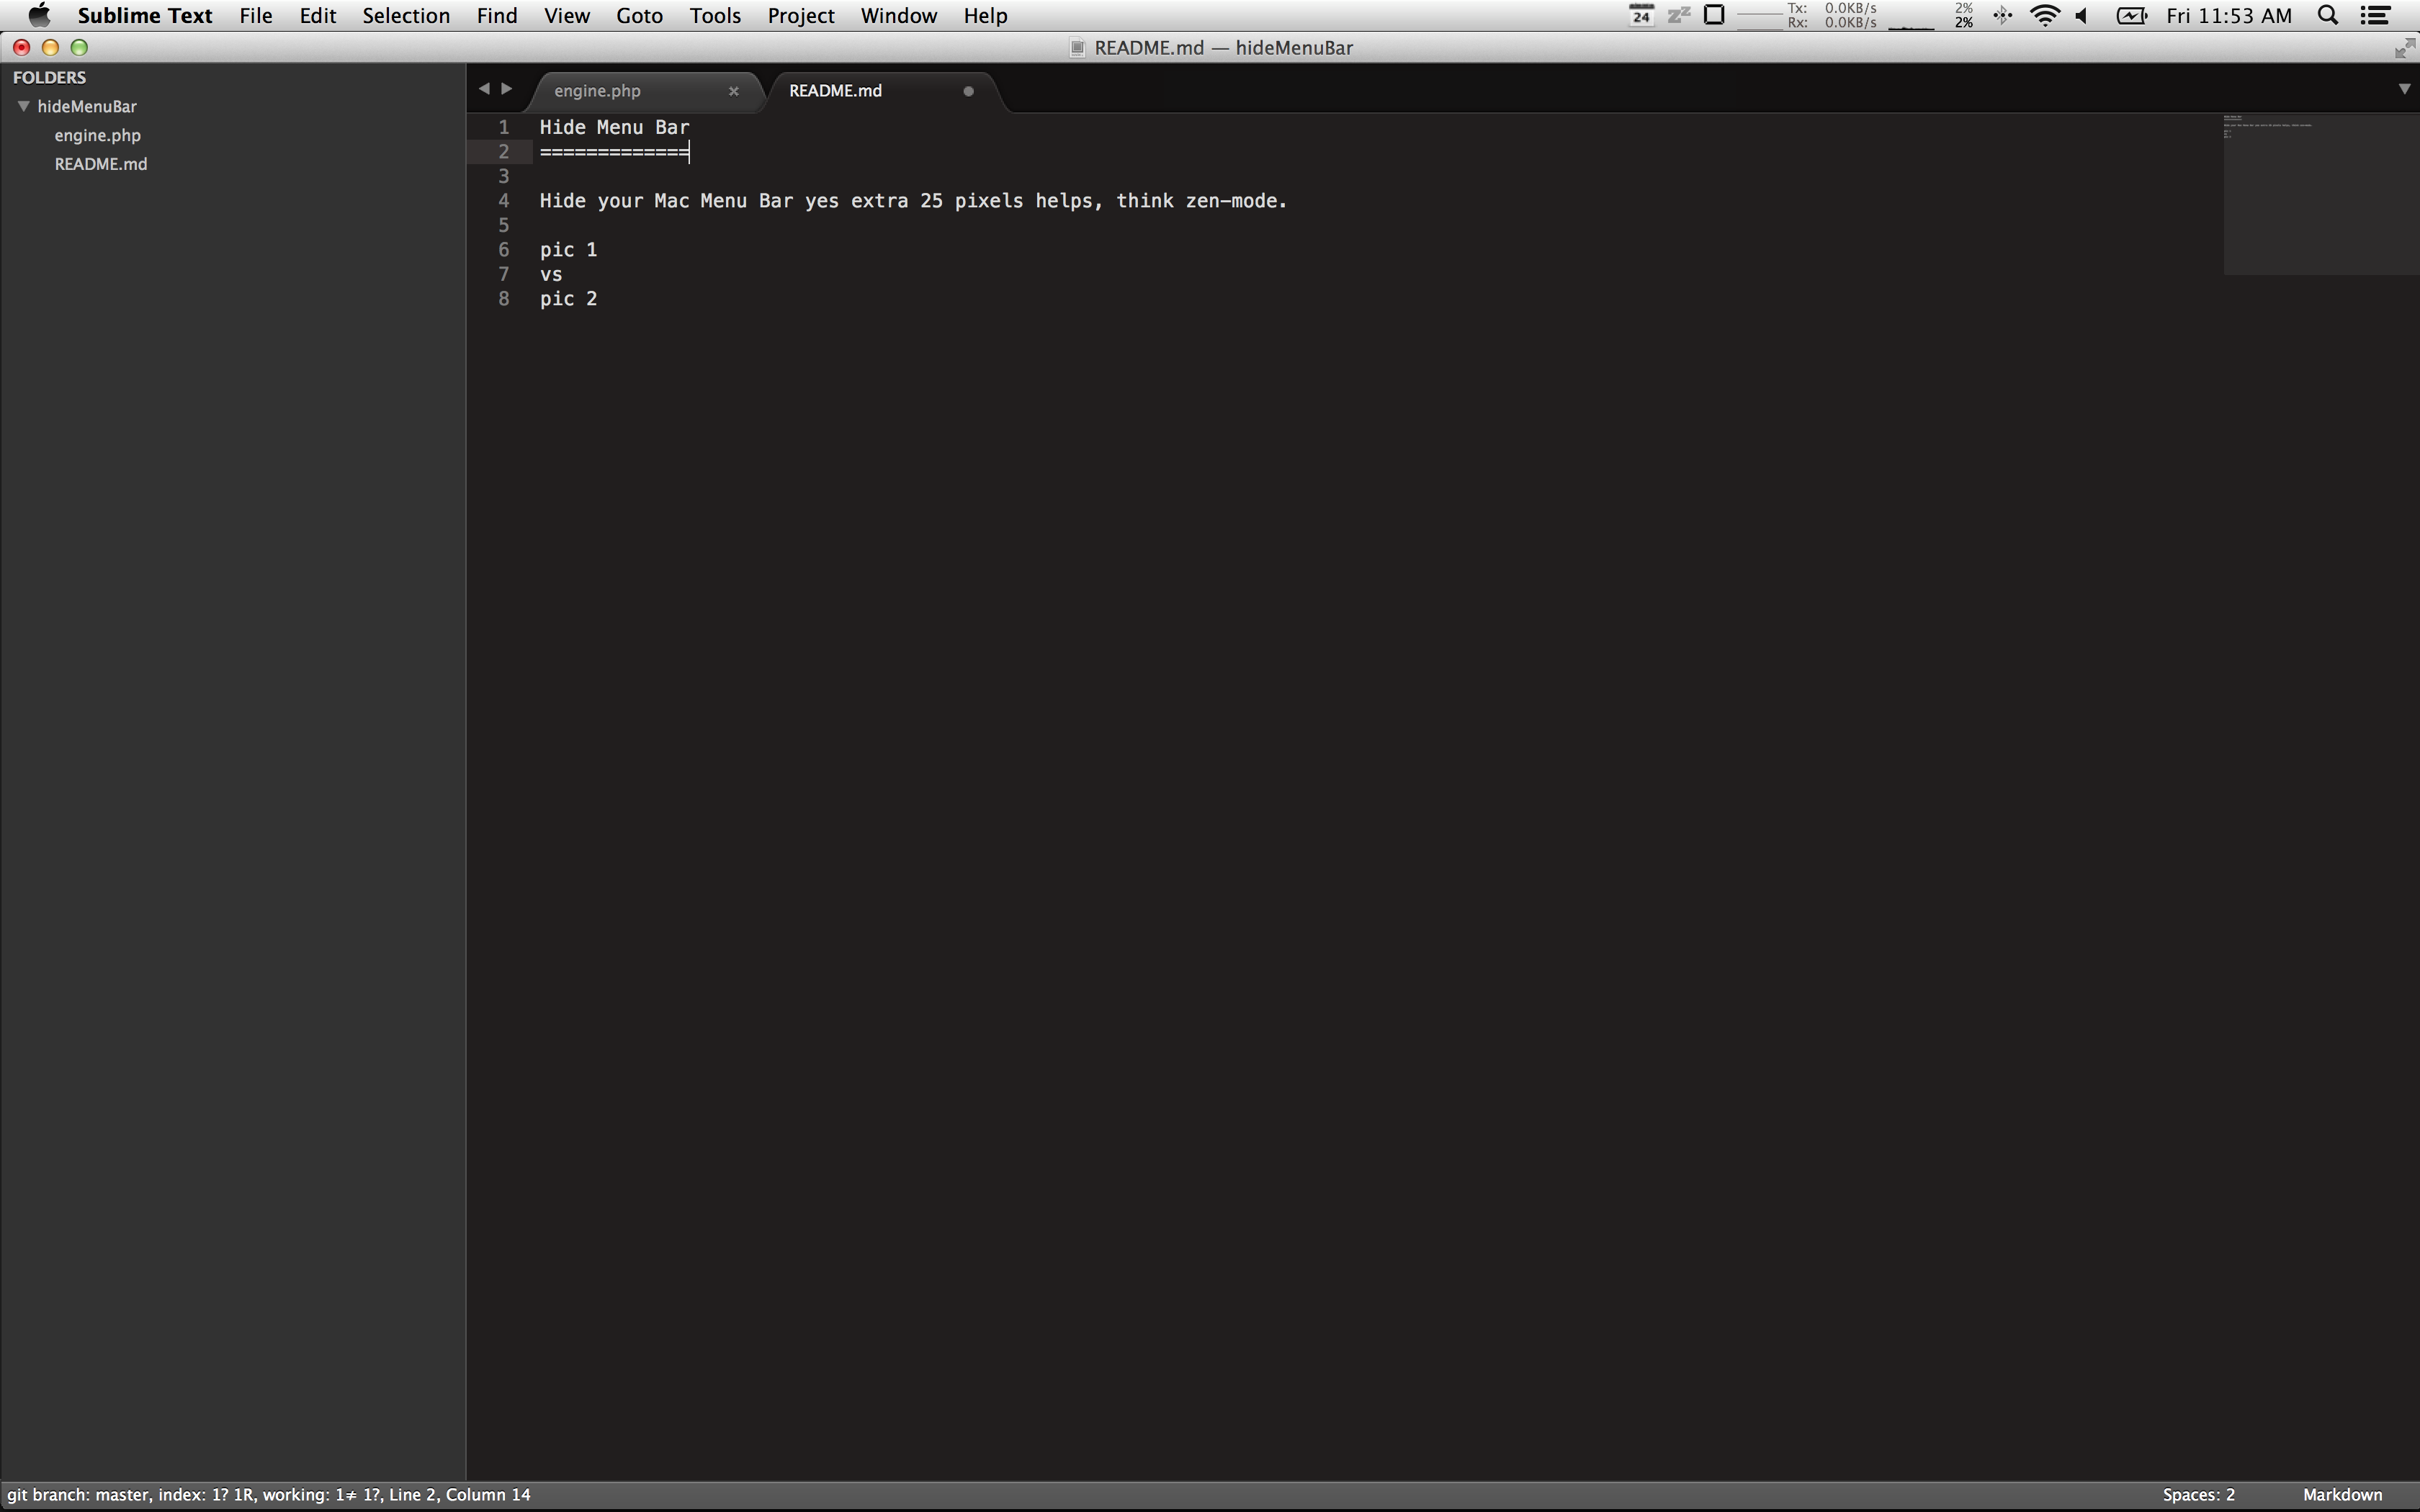 Sublime Text File Edit Selection Find View Goto Tools Project Window Help
24 zz Tx: 0.0KB/s 2% Fri 11:53 AM
Rx: 0.0KB/s 2%
README.md — hideMenuBar
FOLDERS
hideMenuBar
engine.php
README.md
engine.php README.md
1 Hide Menu Bar
2 =============
3
4 Hide your Mac Menu Bar yes extra 25 pixels helps, think zen-mode.
5
6 pic 1
7 vs
8 pic 2
git branch: master, index: 1? 1R, working: 1≠ 1?, Line 2, Column 14 Spaces: 2 Markdown